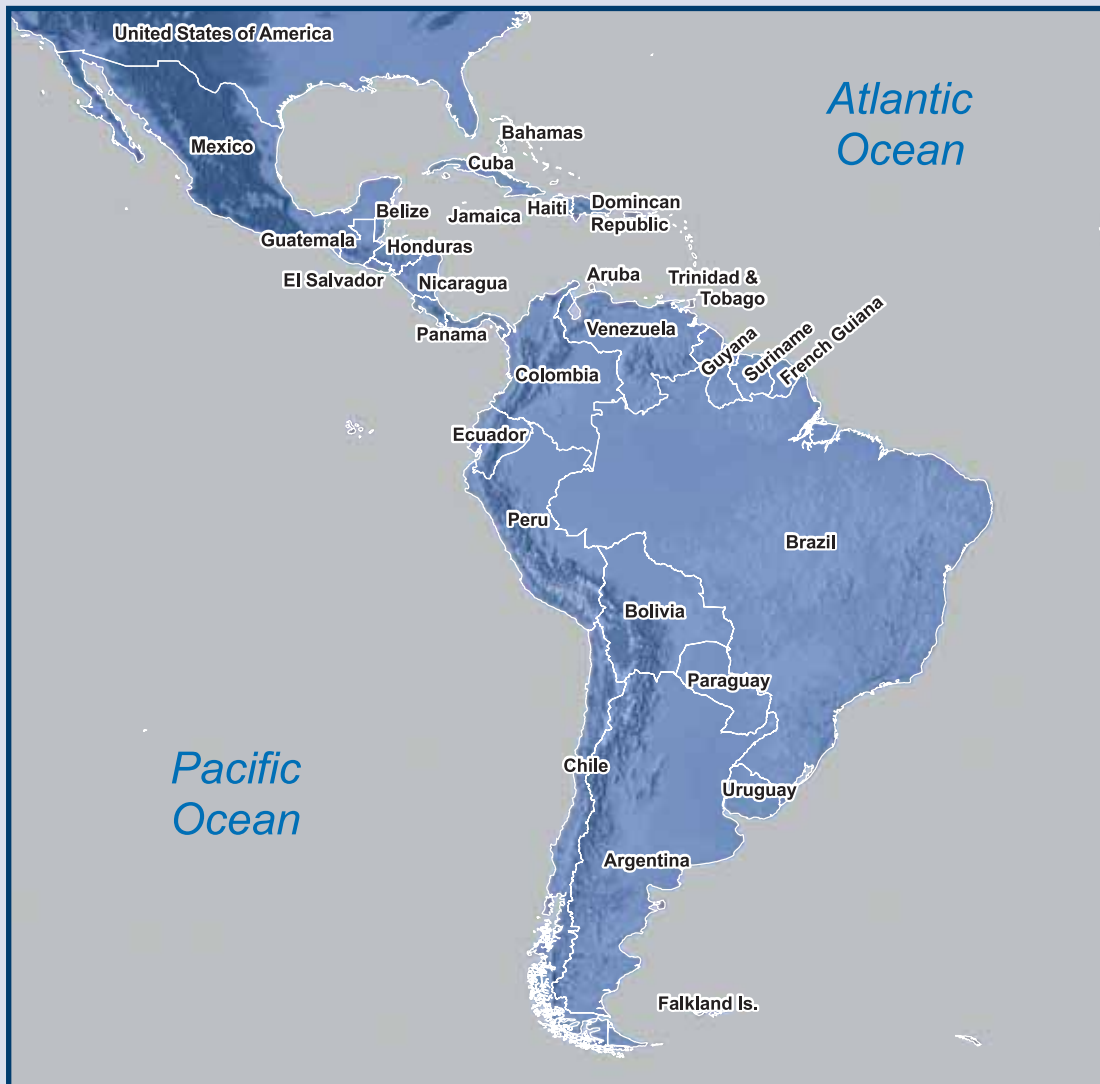 United States of America
Atlantic
Ocean
Bahamas
Mexico
Cuba
Belize
Jamaica
Haiti
Domincan
Republic
Guatemala
Honduras
El Salvador
Nicaragua
Aruba
Trinidad &
Tobago
Panama
Venezuela
Guyana
Suriname
French Guiana
Colombia
Ecuador
Peru
Brazil
Bolivia
Paraguay
Pacific
Ocean
Chile
Uruguay
Argentina
Falkland Is.